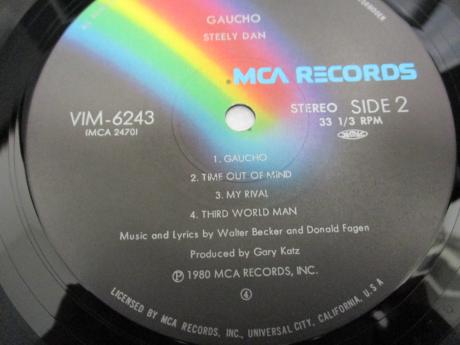 GAUCHO
STEELY DAN
MCA RECORDS
VIM-6243
(MCA 2470)
STEREO SIDE 2
33 1/3 RPM
1. GAUCHO
2. TIME OUT OF MIND
3. MY RIVAL
4. THIRD WORLD MAN
Music and Lyrics by Walter Becker and Donald Fagen
Produced by Gary Katz
Ⓟ 1980 MCA RECORDS, INC.
④
LICENSED BY MCA RECORDS, INC., UNIVERSAL CITY, CALIFORNIA, U.S.A